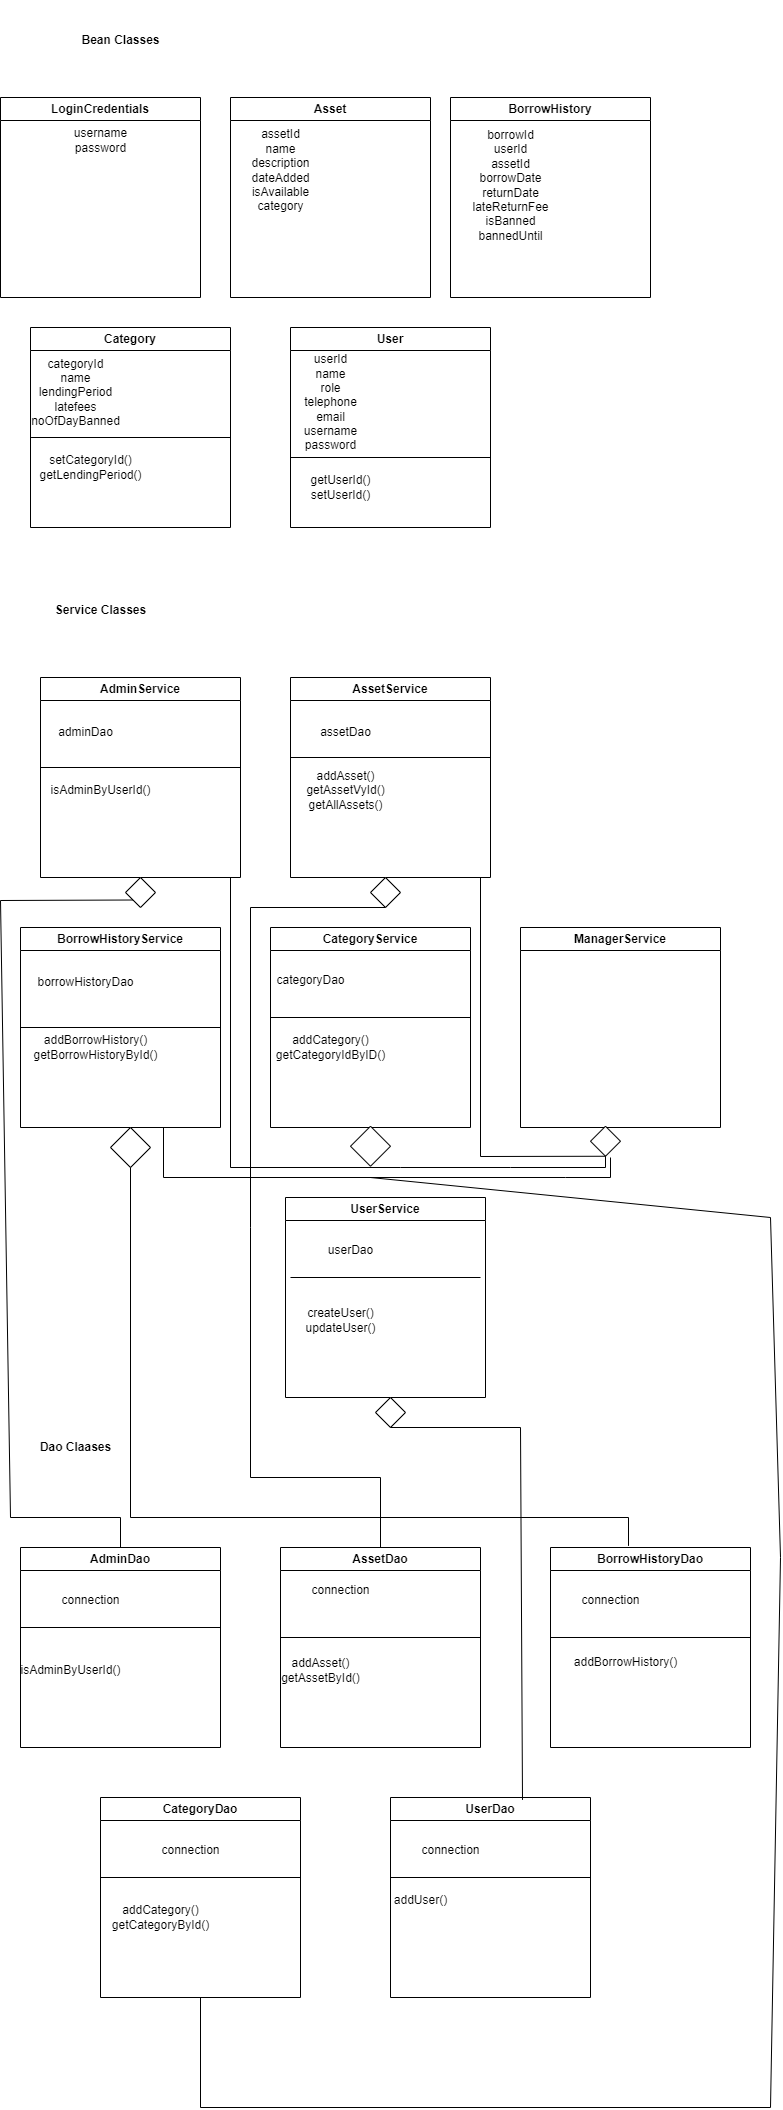 Bean Classes
LoginCredentials
username
password
Asset
assetId
name
description
dateAdded
isAvailable
category
BorrowHistory
borrowId
userId
assetId
borrowDate
returnDate
lateReturnFee
isBanned
bannedUntil
Category
categoryId
name
lendingPeriod
latefees
noOfDayBanned
setCategoryId()
getLendingPeriod()
User
userId
name
role
telephone
email
username
password
getUserId()
setUserId()
Service Classes
AdminService
adminDao
isAdminByUserId()
AssetService
assetDao
addAsset()
getAssetVyId()
getAllAssets()
BorrowHistoryService
borrowHistoryDao
addBorrowHistory()
getBorrowHistoryById()
CategoryService
categoryDao
addCategory()
getCategoryIdByID()
ManagerService
UserService
userDao
createUser()
updateUser()
Dao Claases
AdminDao
connection
isAdminByUserId()
AssetDao
connection
addAsset()
getAssetById()
BorrowHistoryDao
connection
addBorrowHistory()
CategoryDao
connection
addCategory()
getCategoryById()
UserDao
connection
addUser()